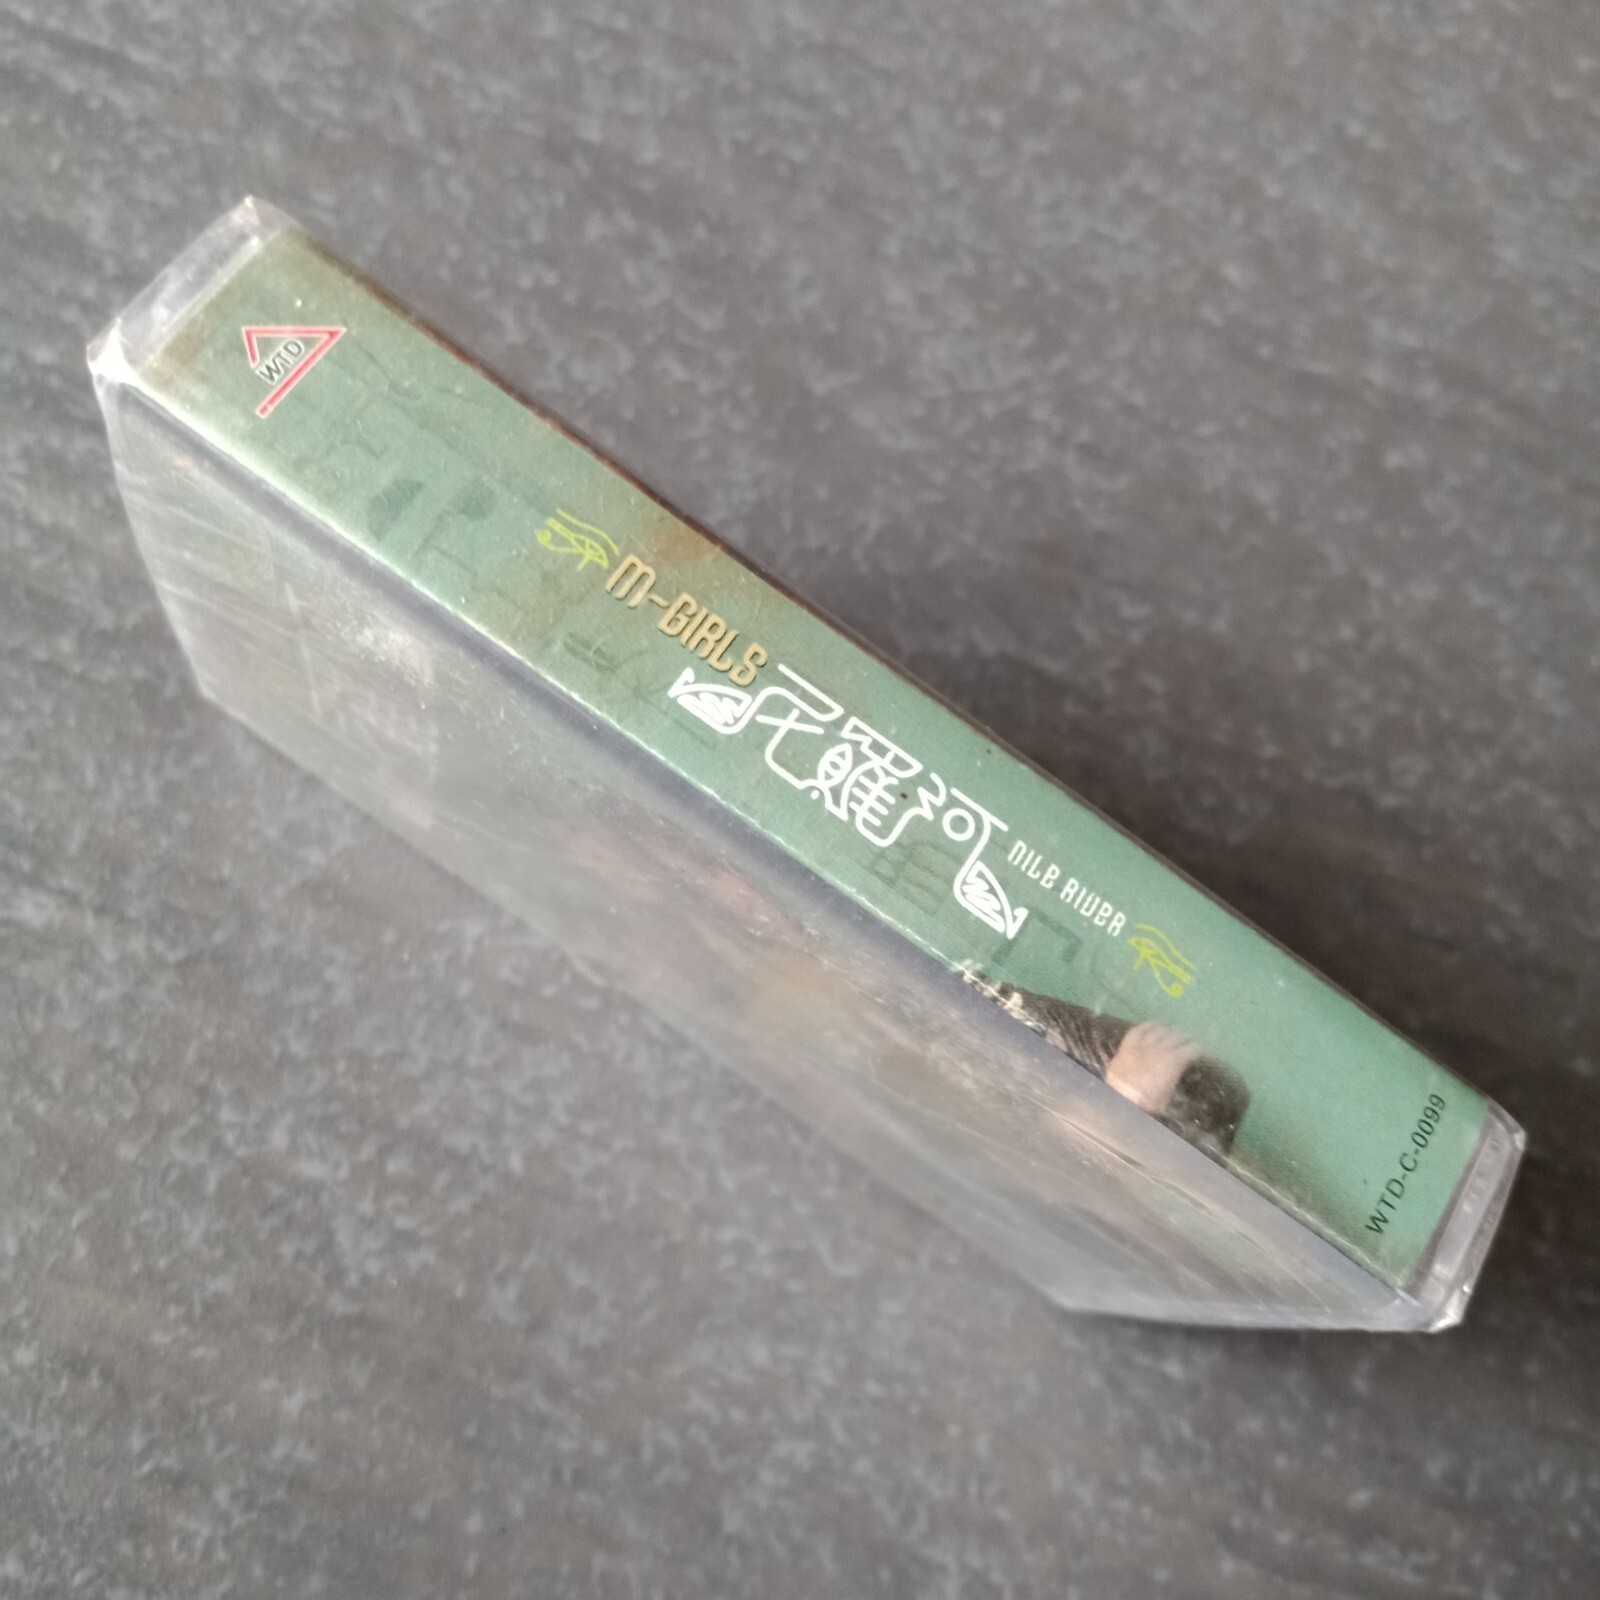 WTD
M-GIRLS
尼羅河
NILE RIVER
WTD-C-0099